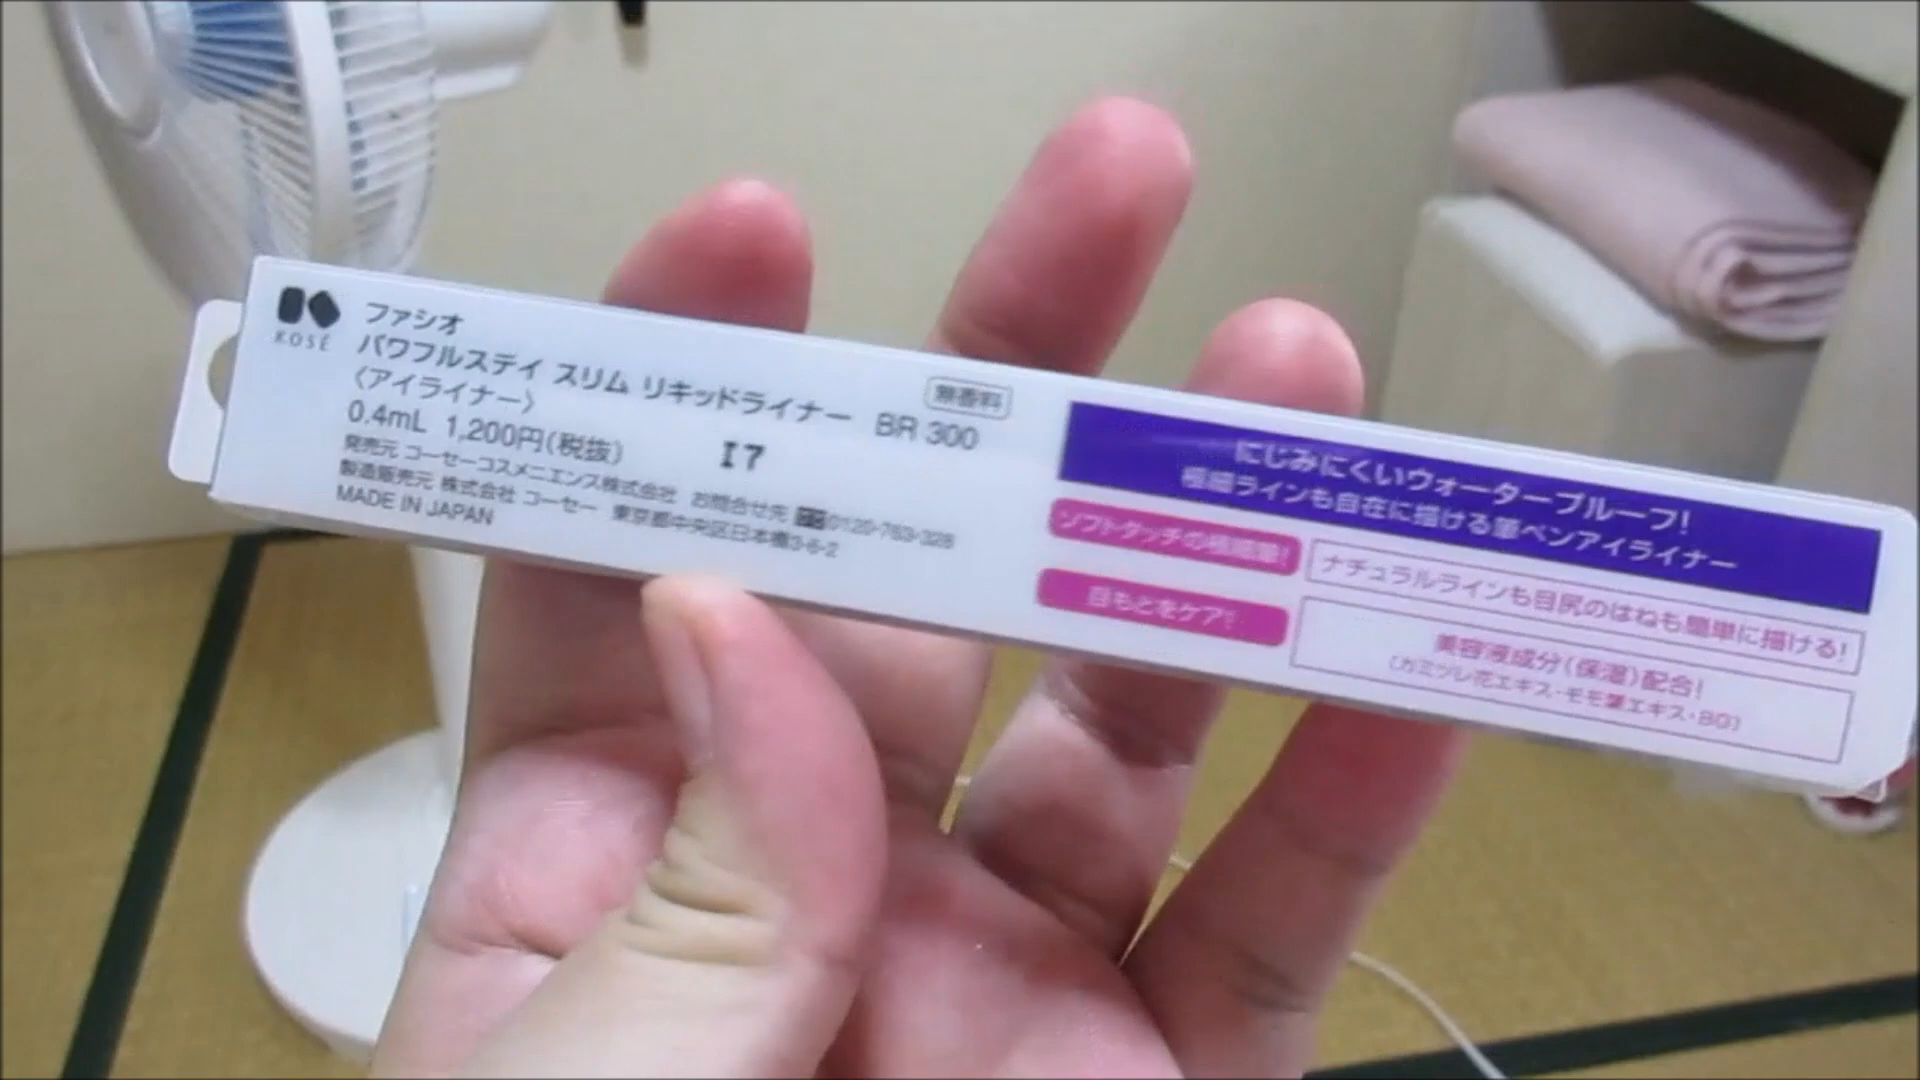 KOSÉ
ファシオ
パワフルステイ スリム リキッドライナー BR 300
無香料
〈アイライナー〉
0.4mL 1,200円(税抜)
I7
発売元 コーセーコスメニエンス株式会社 お問合せ先 0120-763-328
製造販売元 株式会社 コーセー 東京都中央区日本橋3-6-2
MADE IN JAPAN
にじみにくいウォータープルーフ!
極細ラインも自在に描ける筆ペンアイライナー
ソフトタッチの極細筆!
ナチュラルラインも目尻のはねも簡単に描ける!
目もとをケア!
美容液成分(保湿)配合!
[カミツレ花エキス・モモ葉エキス・BG]